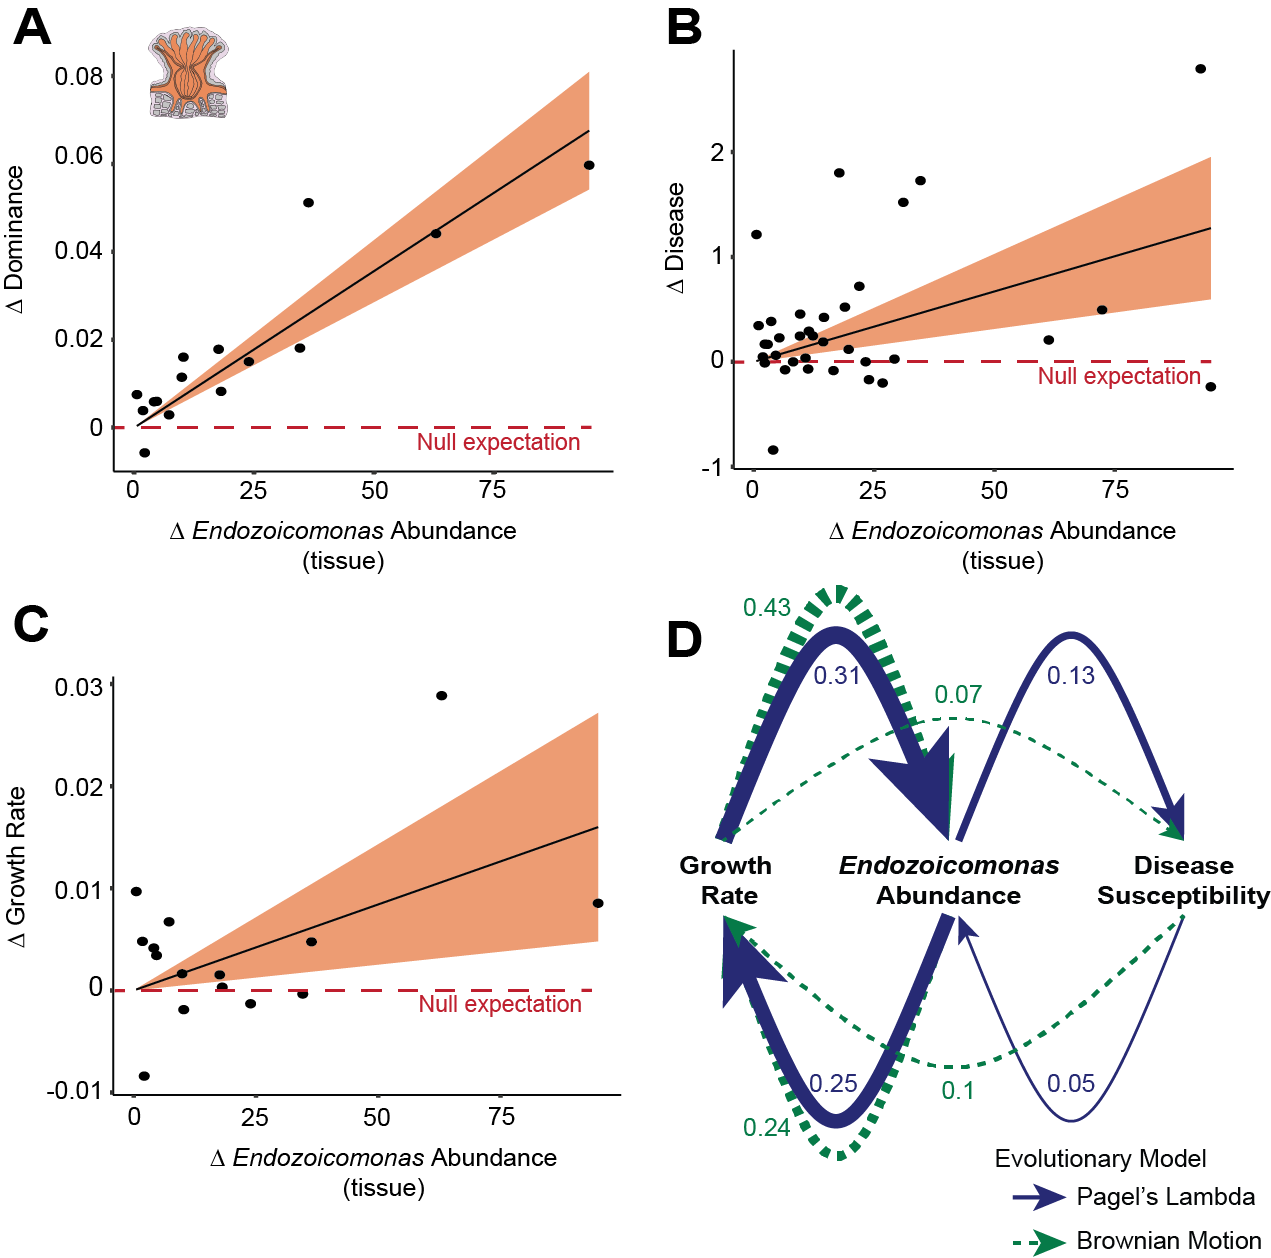 A
0.08
0.06
0.04
0.02
0
Δ Dominance
Null expectation
0
25
50
75
Δ Endozoicomonas Abundance
(tissue)
B
2
1
0
-1
Δ Disease
Null expectation
0
25
50
75
Δ Endozoicomonas Abundance
(tissue)
C
0.03
0.02
0.01
0
-0.01
Δ Growth Rate
Null expectation
0
25
50
75
Δ Endozoicomonas Abundance
(tissue)
D
0.43
0.31
0.07
0.13
Growth
Rate
Endozoicomonas
Abundance
Disease
Susceptibility
0.25
0.24
0.1
0.05
Evolutionary Model
Pagel's Lambda
Brownian Motion